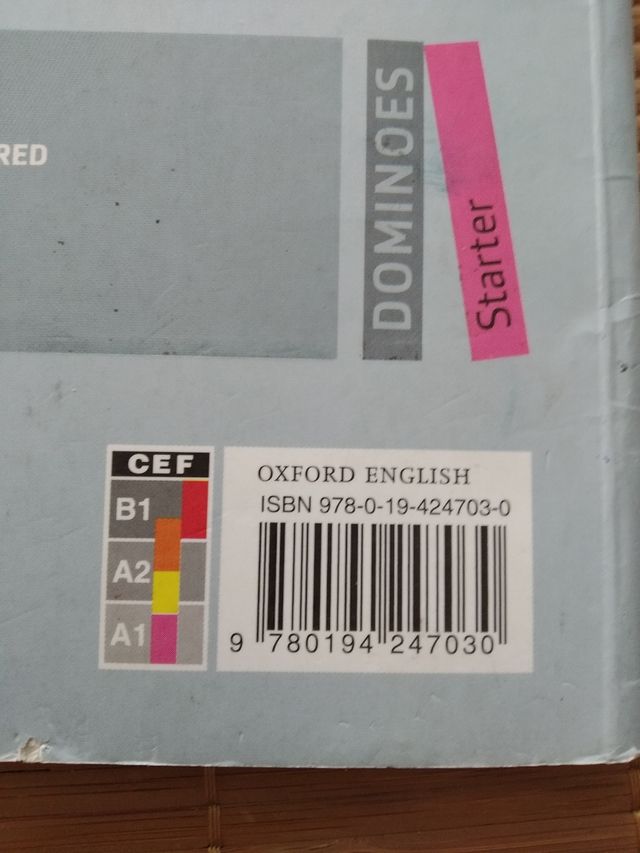 RED
DOMINOES
Starter
CEF
B1
A2
A1
OXFORD ENGLISH
ISBN 978-0-19-424703-0
9 780194 247030